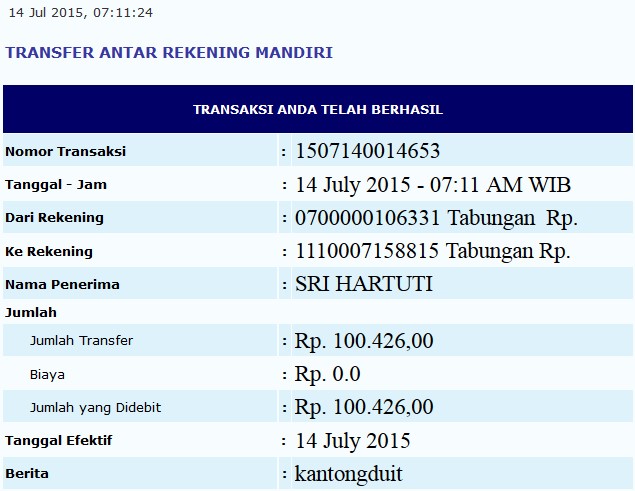 14 Jul 2015, 07:11:24
TRANSFER ANTAR REKENING MANDIRI
TRANSAKSI ANDA TELAH BERHASIL
Nomor Transaksi : 1507140014653
Tanggal - Jam : 14 July 2015 - 07:11 AM WIB
Dari Rekening : 0700000106331 Tabungan Rp.
Ke Rekening : 1110007158815 Tabungan Rp.
Nama Penerima : SRI HARTUTI
Jumlah
Jumlah Transfer : Rp. 100.426,00
Biaya : Rp. 0.0
Jumlah yang Didebit : Rp. 100.426,00
Tanggal Efektif : 14 July 2015
Berita : kantongduit